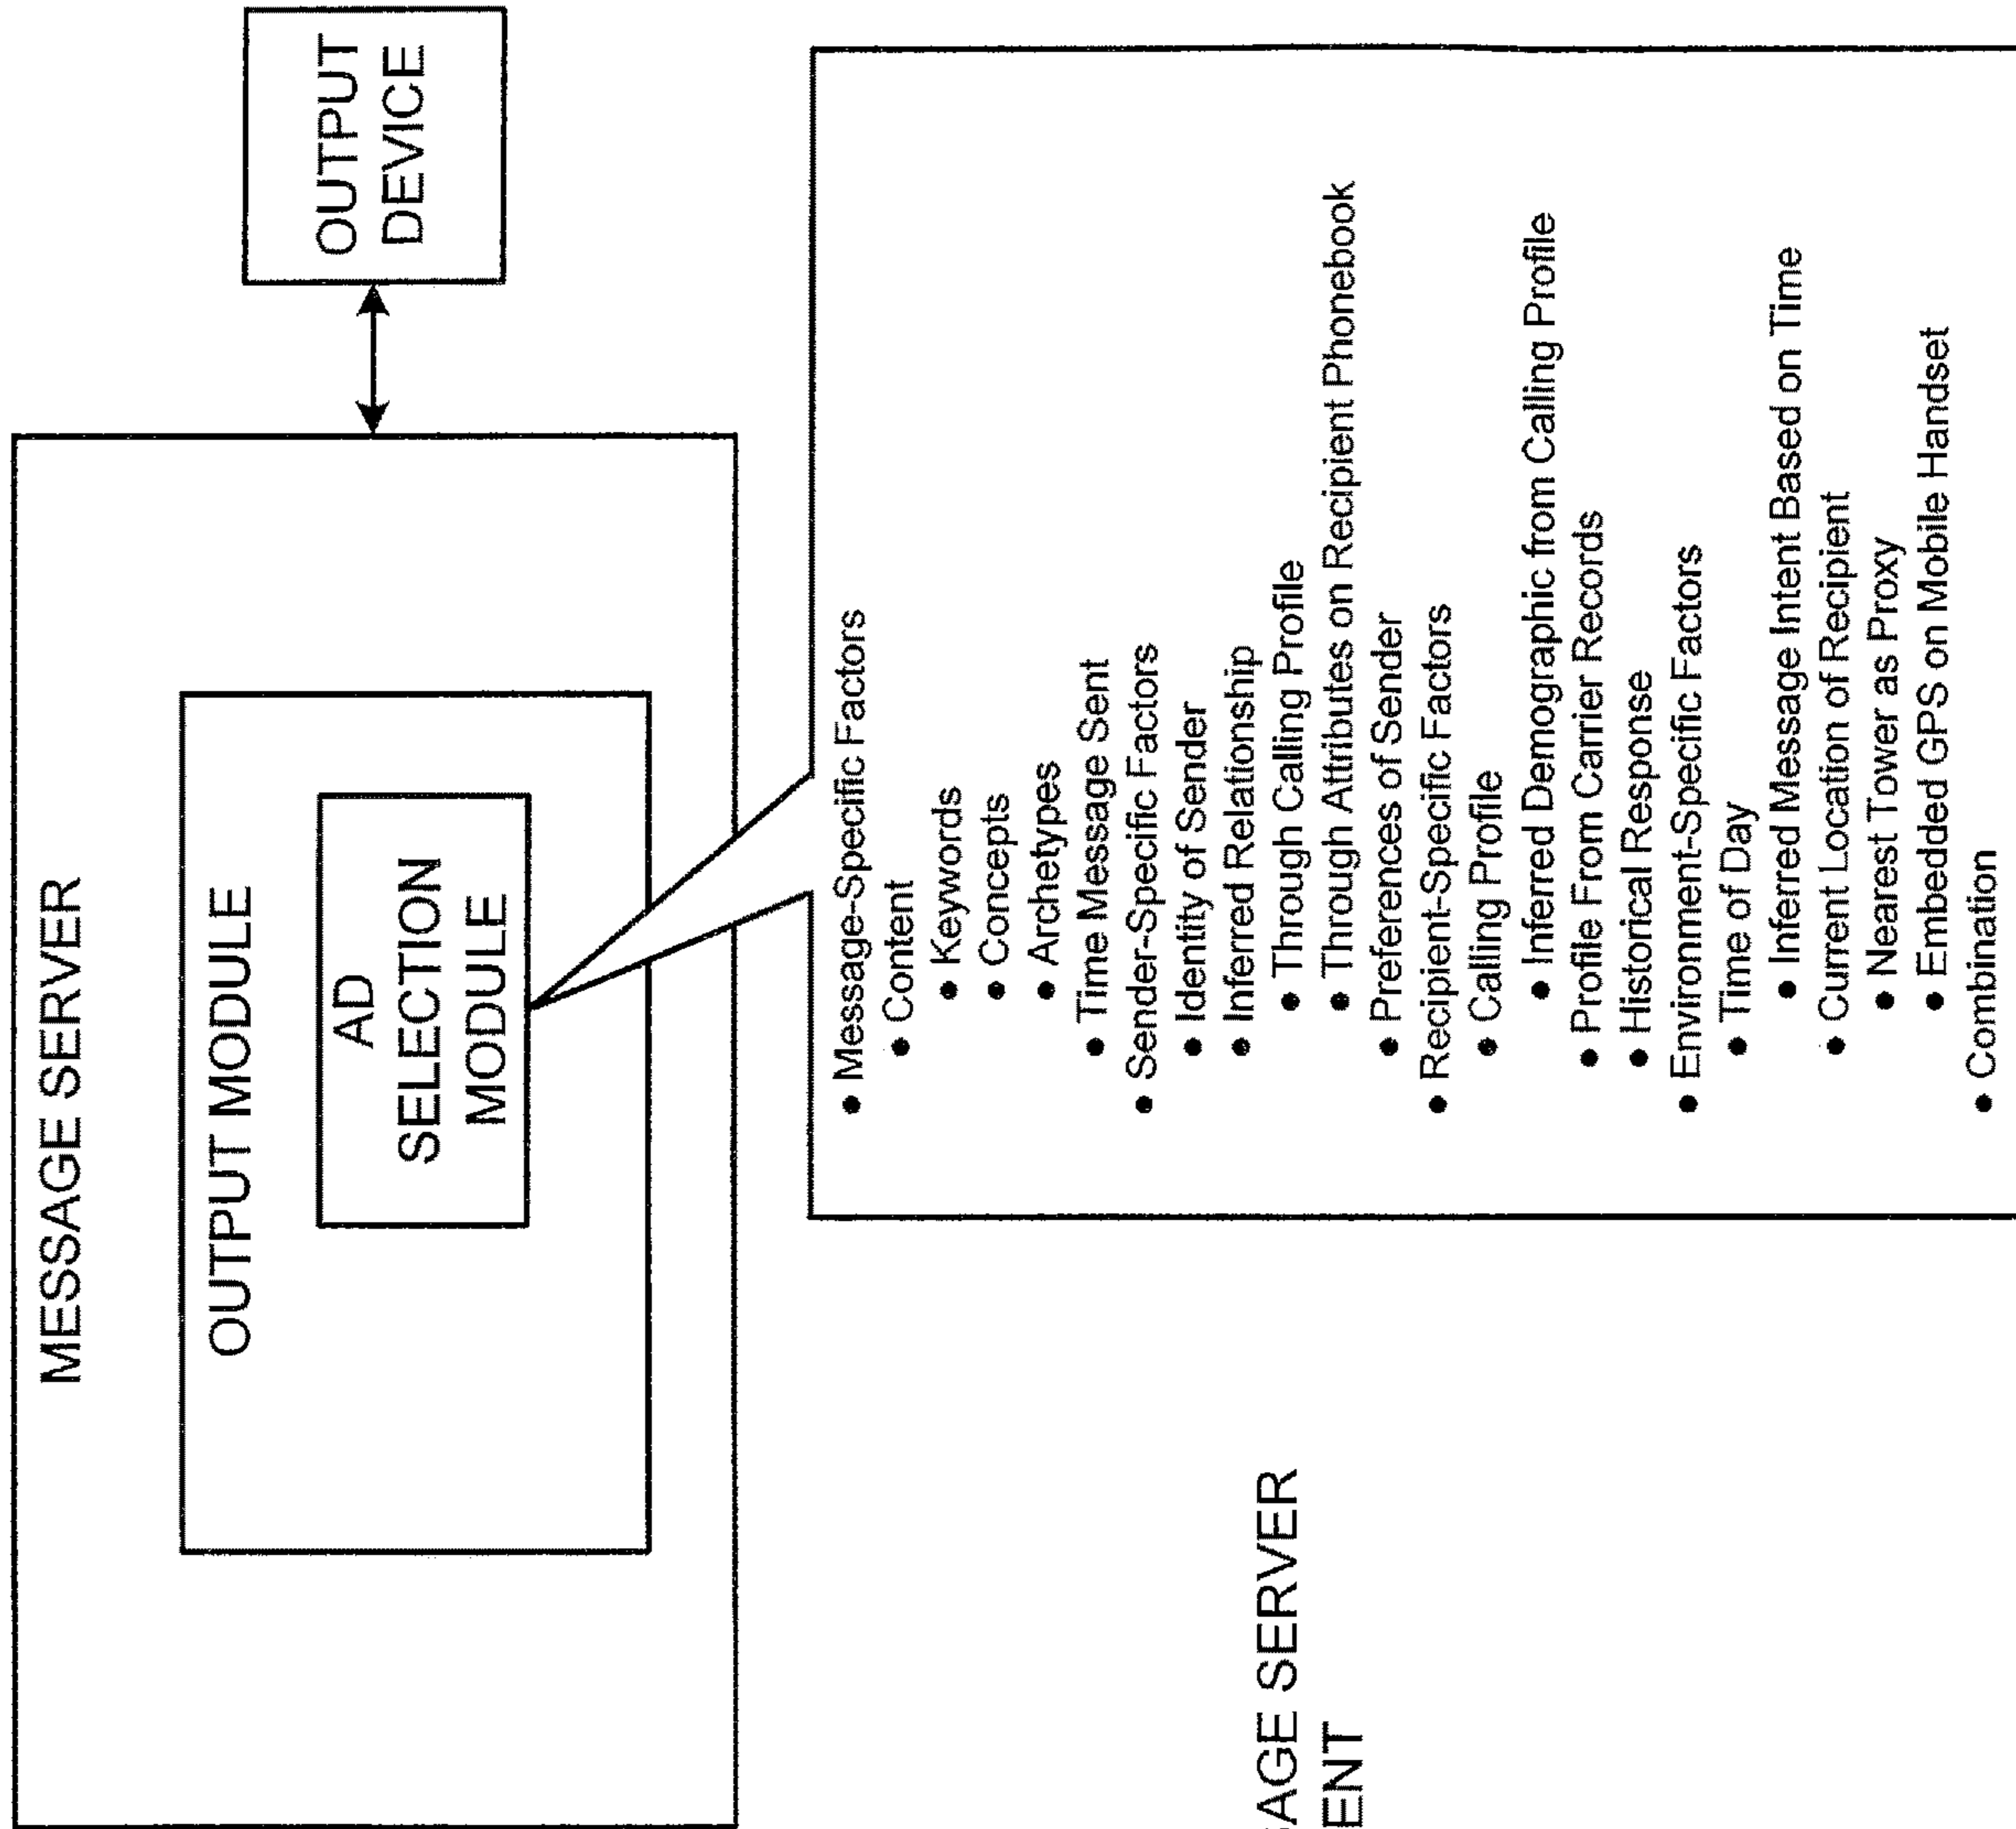 MESSAGE SERVER
OUTPUT MODULE
AD
SELECTION
MODULE
OUTPUT
DEVICE
● Message-Specific Factors
● Content
● Keywords
● Concepts
● Archetypes
● Time Message Sent
● Sender-Specific Factors
● Identity of Sender
● Inferred Relationship
● Through Calling Profile
● Through Attributes on Recipient Phonebook
● Preferences of Sender
● Recipient-Specific Factors
● Calling Profile
● Inferred Demographic from Calling Profile
● Profile From Carrier Records
● Historical Response
● Environment-Specific Factors
● Time of Day
● Inferred Message Intent Based on Time
● Current Location of Recipient
● Nearest Tower as Proxy
● Embedded GPS on Mobile Handset
● Combination
AGE SERVER
ENT